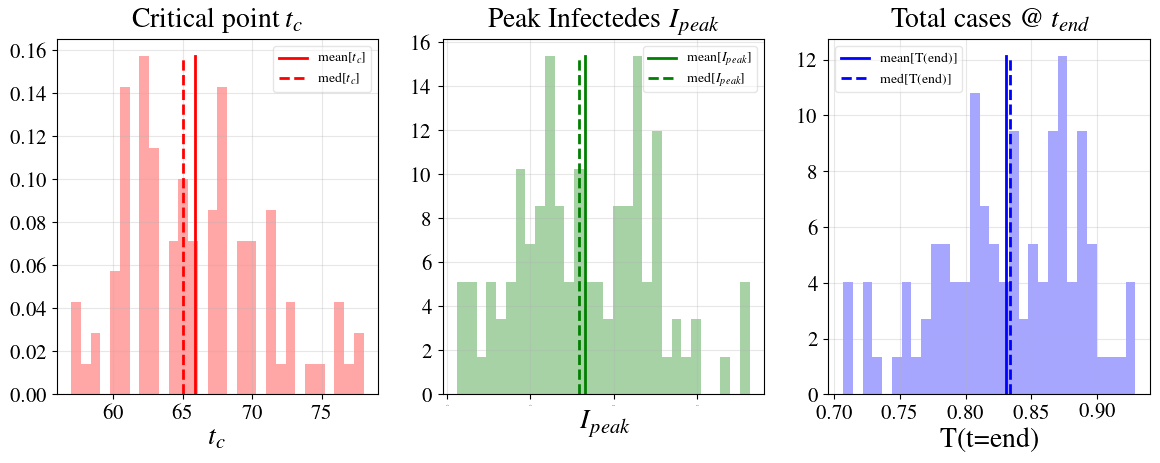 Critical point t_c
0.16
0.14
0.12
0.10
0.08
0.06
0.04
0.02
0.00
60 65 70 75
t_c
mean[t_c]
med[t_c]
Peak Infectedes I_peak
16
14
12
10
8
6
4
2
0
I_peak
mean[I_peak]
med[I_peak]
Total cases @ t_end
12
10
8
6
4
2
0
0.70 0.75 0.80 0.85 0.90
T(t=end)
mean[T(end)]
med[T(end)]